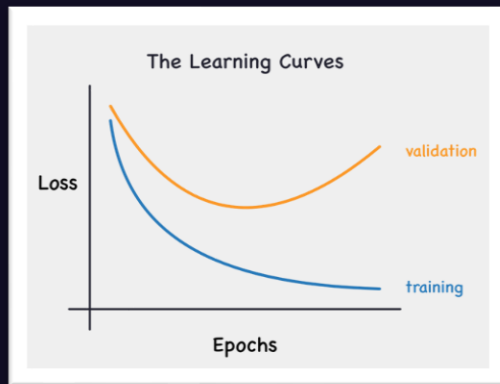 The Learning Curves
validation
Loss
training
Epochs